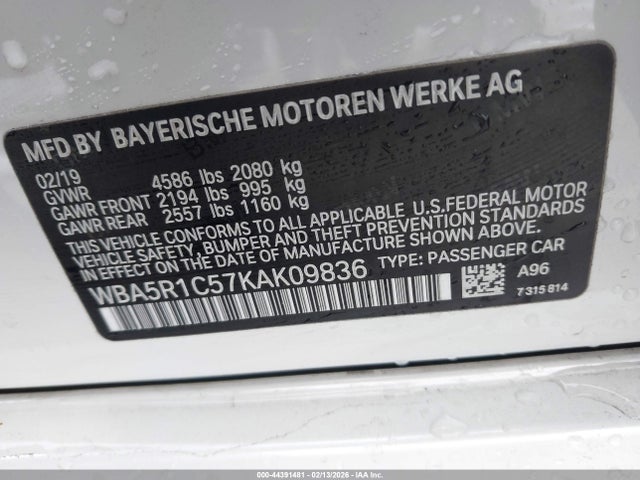 MFD BY BAYERISCHE MOTOREN WERKE AG
02/19
GVWR 4586 lbs 2080 kg
GAWR FRONT 2194 lbs 995 kg
GAWR REAR 2557 lbs 1160 kg
THIS VEHICLE CONFORMS TO ALL APPLICABLE U.S. FEDERAL MOTOR
VEHICLE SAFETY, BUMPER AND THEFT PREVENTION STANDARDS
IN EFFECT ON THE DATE OF MANUFACTURE SHOWN ABOVE.
WBA5R1C57KAK09836 TYPE: PASSENGER CAR
A96
7 315 814
000-44391481 - 02/13/2026 - IAA Inc.